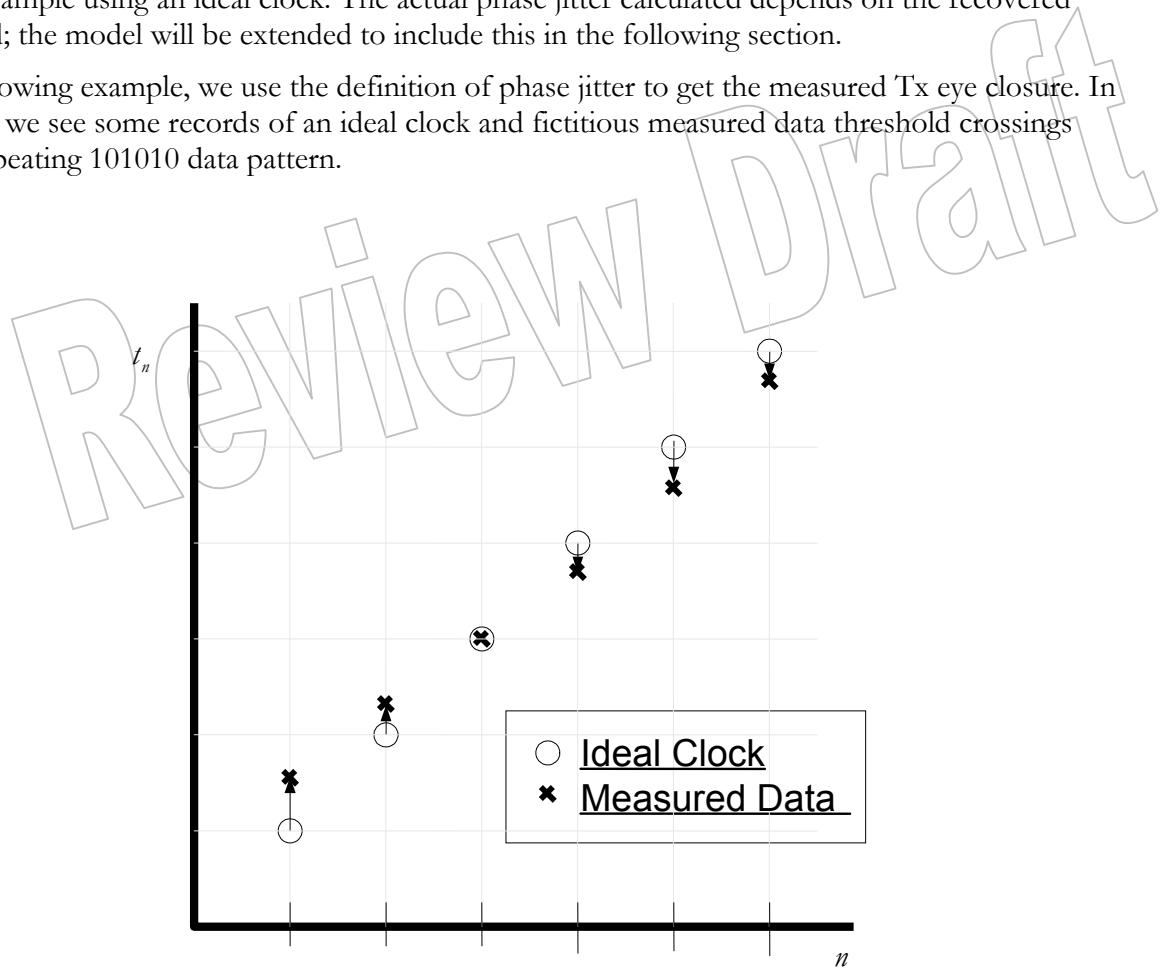 ample using an ideal clock. The actual phase jitter calculated depends on the recovered
; the model will be extended to include this in the following section.
owing example, we use the definition of phase jitter to get the measured Tx eye closure. In
we see some records of an ideal clock and fictitious measured data threshold crossings
peating 101010 data pattern.
Review Draft
t_n
Ideal Clock
Measured Data
n